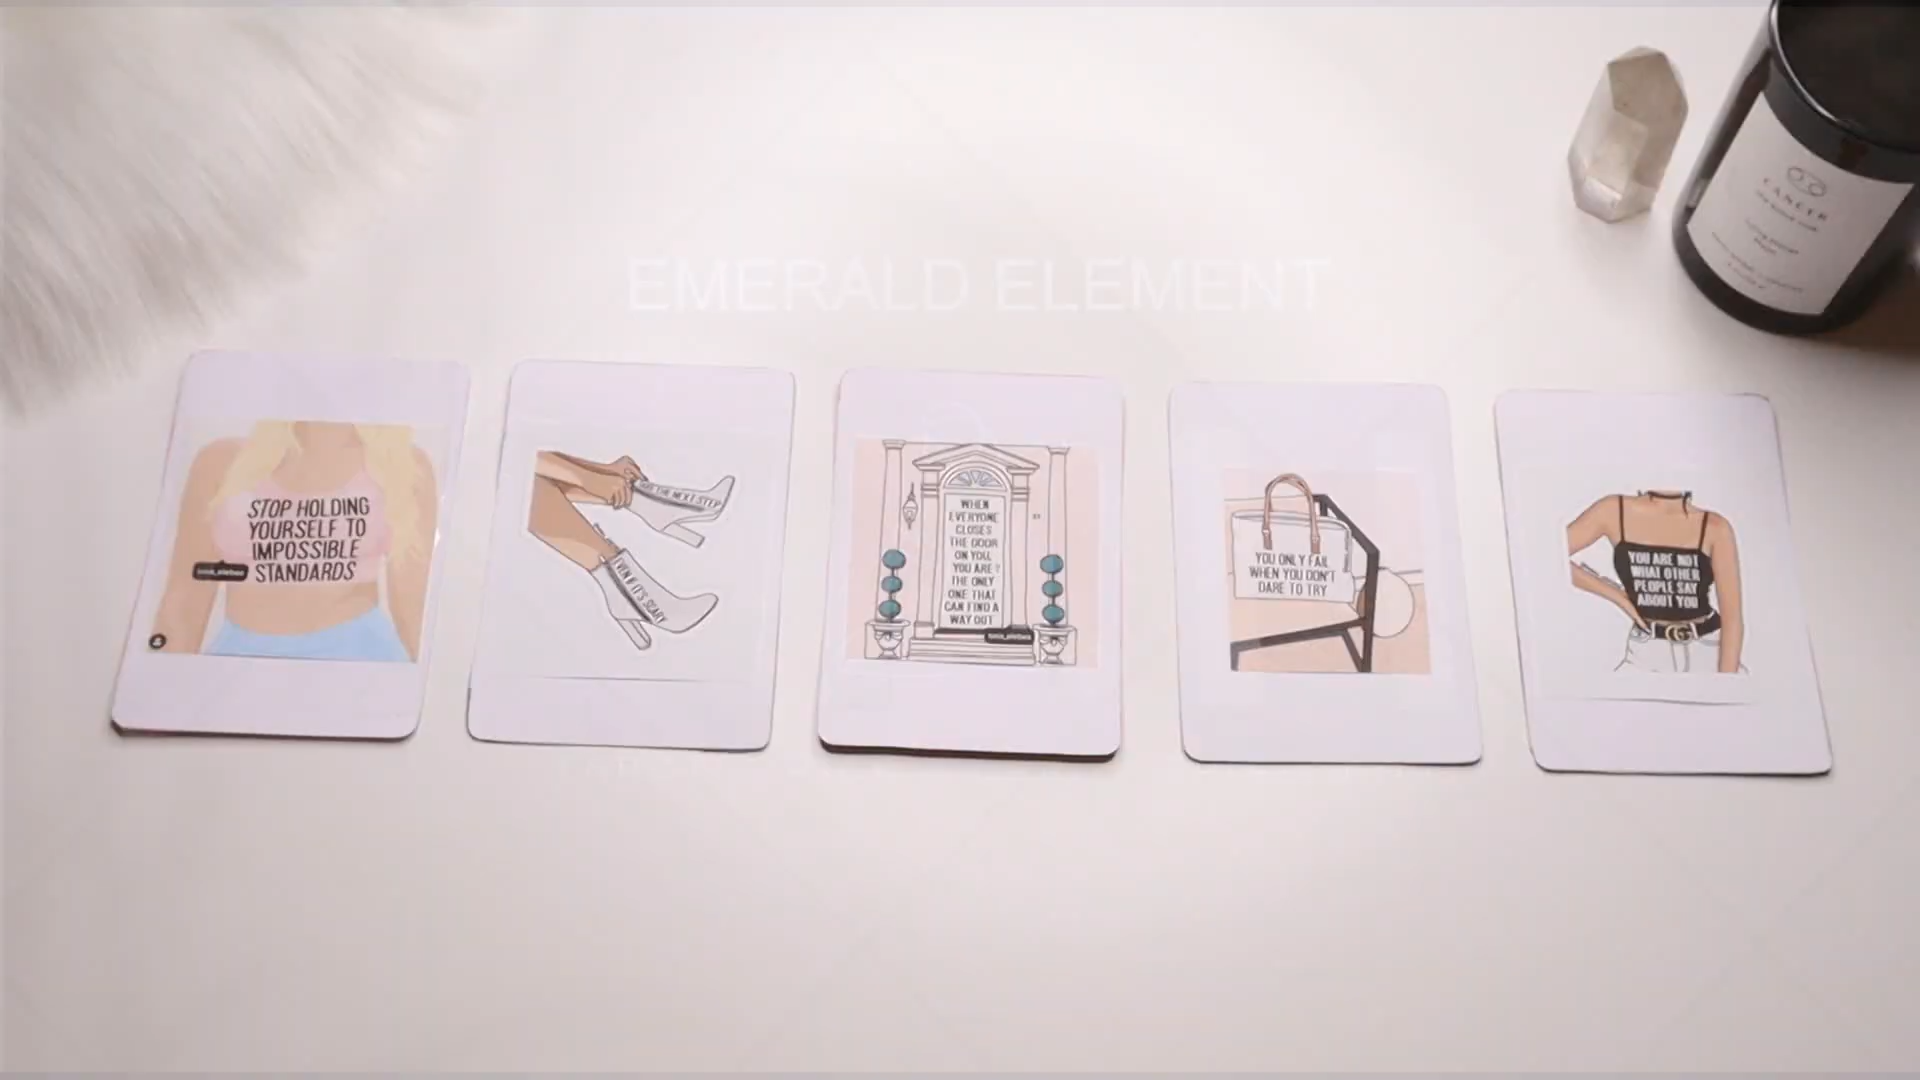 EMERALD ELEMENT
STOP HOLDING
YOURSELF TO
IMPOSSIBLE
STANDARDS
THE NEXT STEP
EVEN IF IT'S SCARY
WHEN
EVERYONE
CLOSES
THE DOOR
ON YOU,
YOU ARE
THE ONLY
ONE THAT
CAN FIND A
WAY OUT
YOU ONLY FAIL
WHEN YOU DON'T
DARE TO TRY
YOU ARE NOT
WHAT OTHER
PEOPLE SAY
ABOUT YOU
CANCER